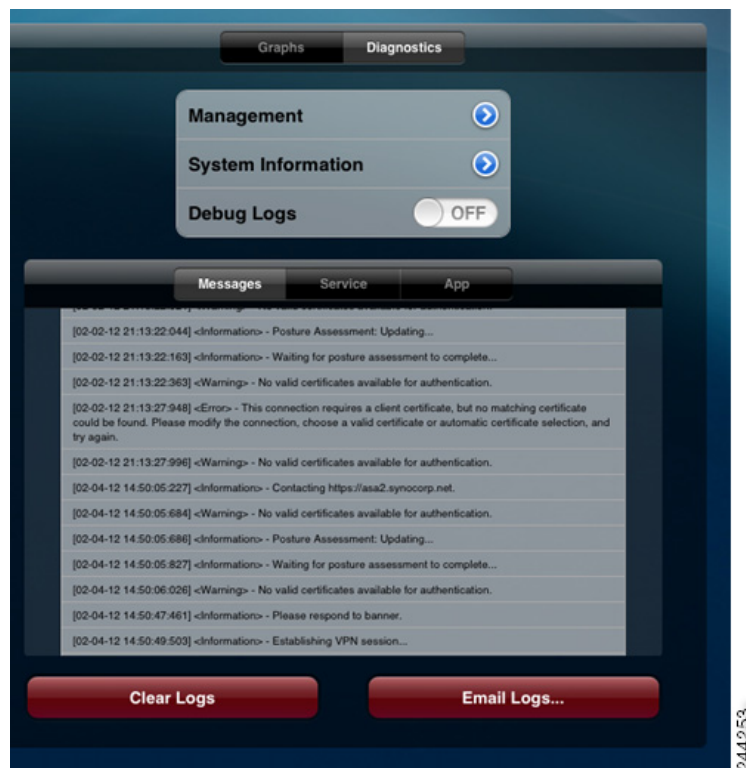 Graphs Diagnostics
Management
System Information
Debug Logs OFF
Messages Service App
[02-02-12 21:13:22:044] <Information> - Posture Assessment: Updating...
[02-02-12 21:13:22:163] <Information> - Waiting for posture assessment to complete...
[02-02-12 21:13:22:363] <Warning> - No valid certificates available for authentication.
[02-02-12 21:13:27:948] <Error> - This connection requires a client certificate, but no matching certificate
could be found. Please modify the connection, choose a valid certificate or automatic certificate selection, and
try again.
[02-02-12 21:13:27:996] <Warning> - No valid certificates available for authentication.
[02-04-12 14:50:05:227] <Information> - Contacting https://asa2.synocorp.net.
[02-04-12 14:50:05:684] <Warning> - No valid certificates available for authentication.
[02-04-12 14:50:05:686] <Information> - Posture Assessment: Updating...
[02-04-12 14:50:05:827] <Information> - Waiting for posture assessment to complete...
[02-04-12 14:50:06:026] <Warning> - No valid certificates available for authentication.
[02-04-12 14:50:47:461] <Information> - Please respond to banner.
[02-04-12 14:50:49:503] <Information> - Establishing VPN session...
Clear Logs Email Logs...
244253